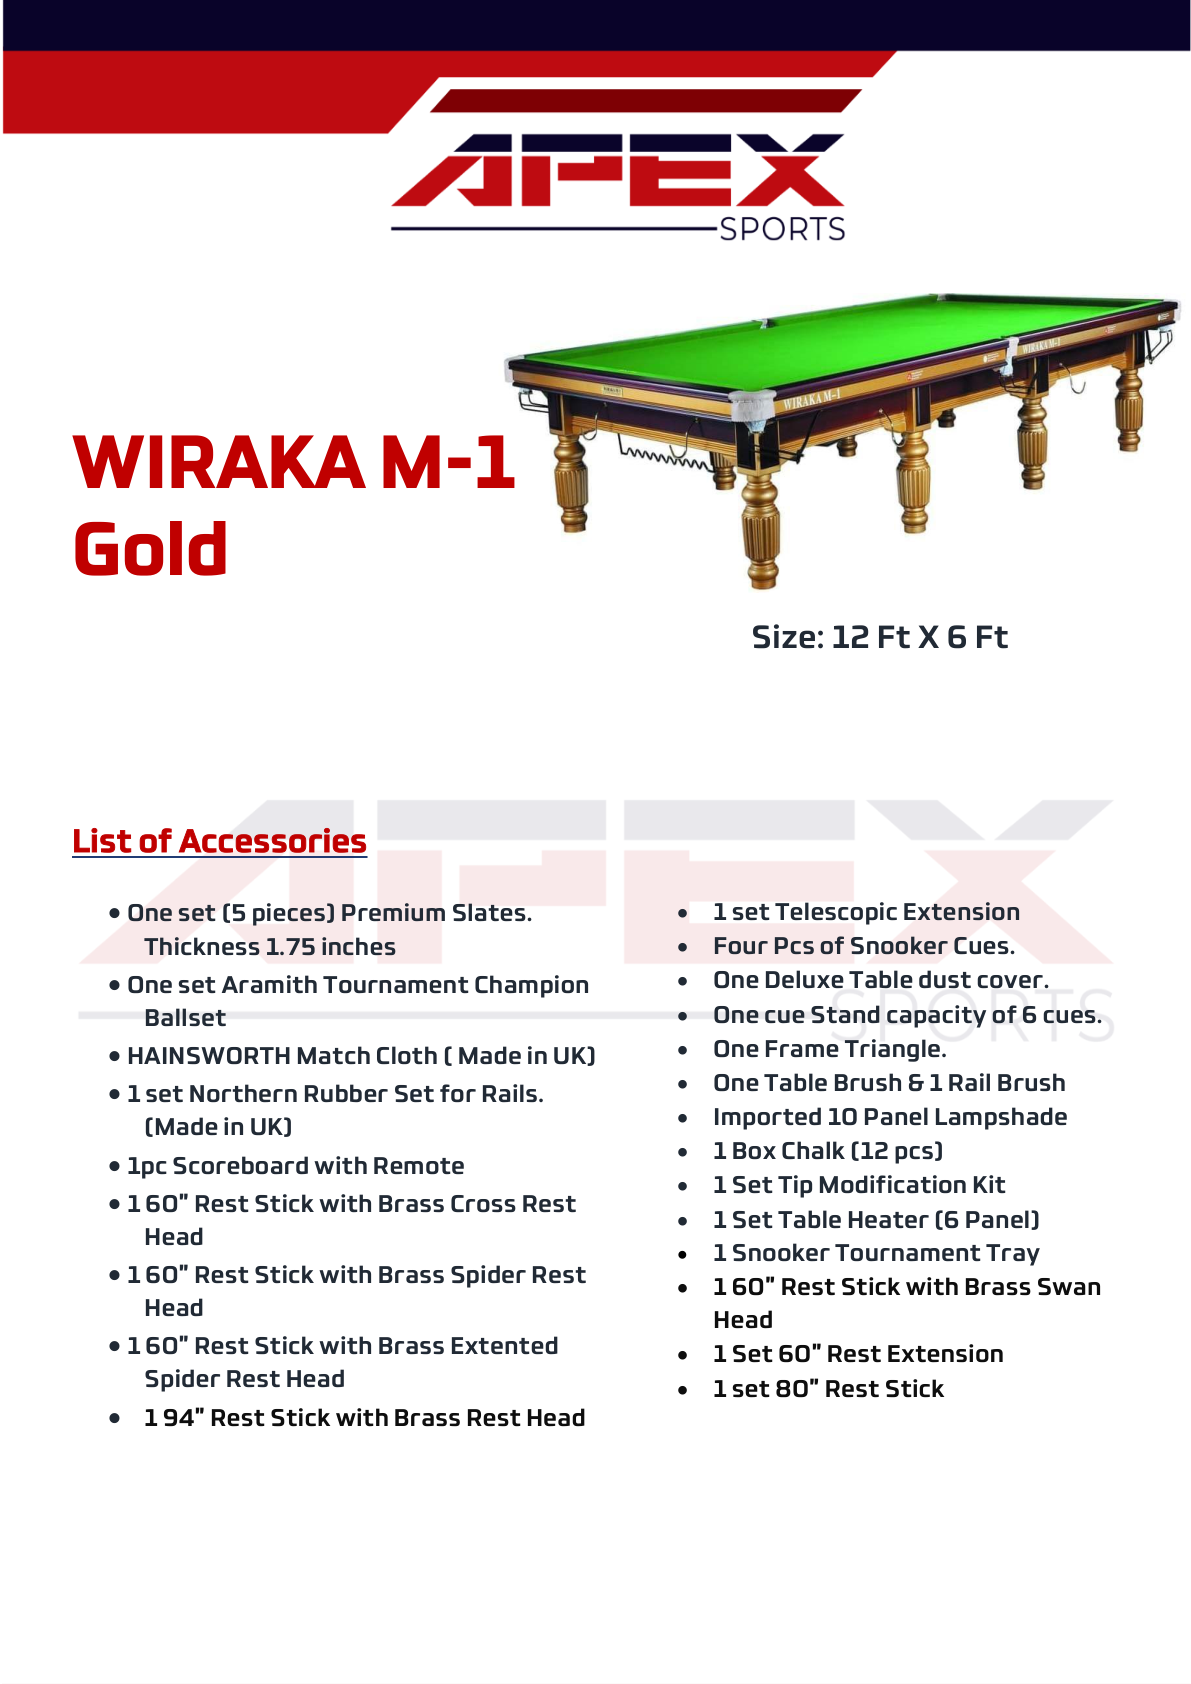 APEX
SPORTS
WIRAKA M-1
WIRAKA M-1
WIRAKA M-1
Gold
Size: 12 Ft X 6 Ft
APEX
SPORTS
List of Accessories
• One set (5 pieces) Premium Slates.
Thickness 1.75 inches
• One set Aramith Tournament Champion
Ballset
• HAINSWORTH Match Cloth ( Made in UK)
• 1 set Northern Rubber Set for Rails.
(Made in UK)
• 1pc Scoreboard with Remote
• 1 60" Rest Stick with Brass Cross Rest
Head
• 1 60" Rest Stick with Brass Spider Rest
Head
• 1 60" Rest Stick with Brass Extented
Spider Rest Head
• 1 94" Rest Stick with Brass Rest Head
• 1 set Telescopic Extension
• Four Pcs of Snooker Cues.
• One Deluxe Table dust cover.
• One cue Stand capacity of 6 cues.
• One Frame Triangle.
• One Table Brush & 1 Rail Brush
• Imported 10 Panel Lampshade
• 1 Box Chalk (12 pcs)
• 1 Set Tip Modification Kit
• 1 Set Table Heater (6 Panel)
• 1 Snooker Tournament Tray
• 1 60" Rest Stick with Brass Swan
Head
• 1 Set 60" Rest Extension
• 1 set 80" Rest Stick